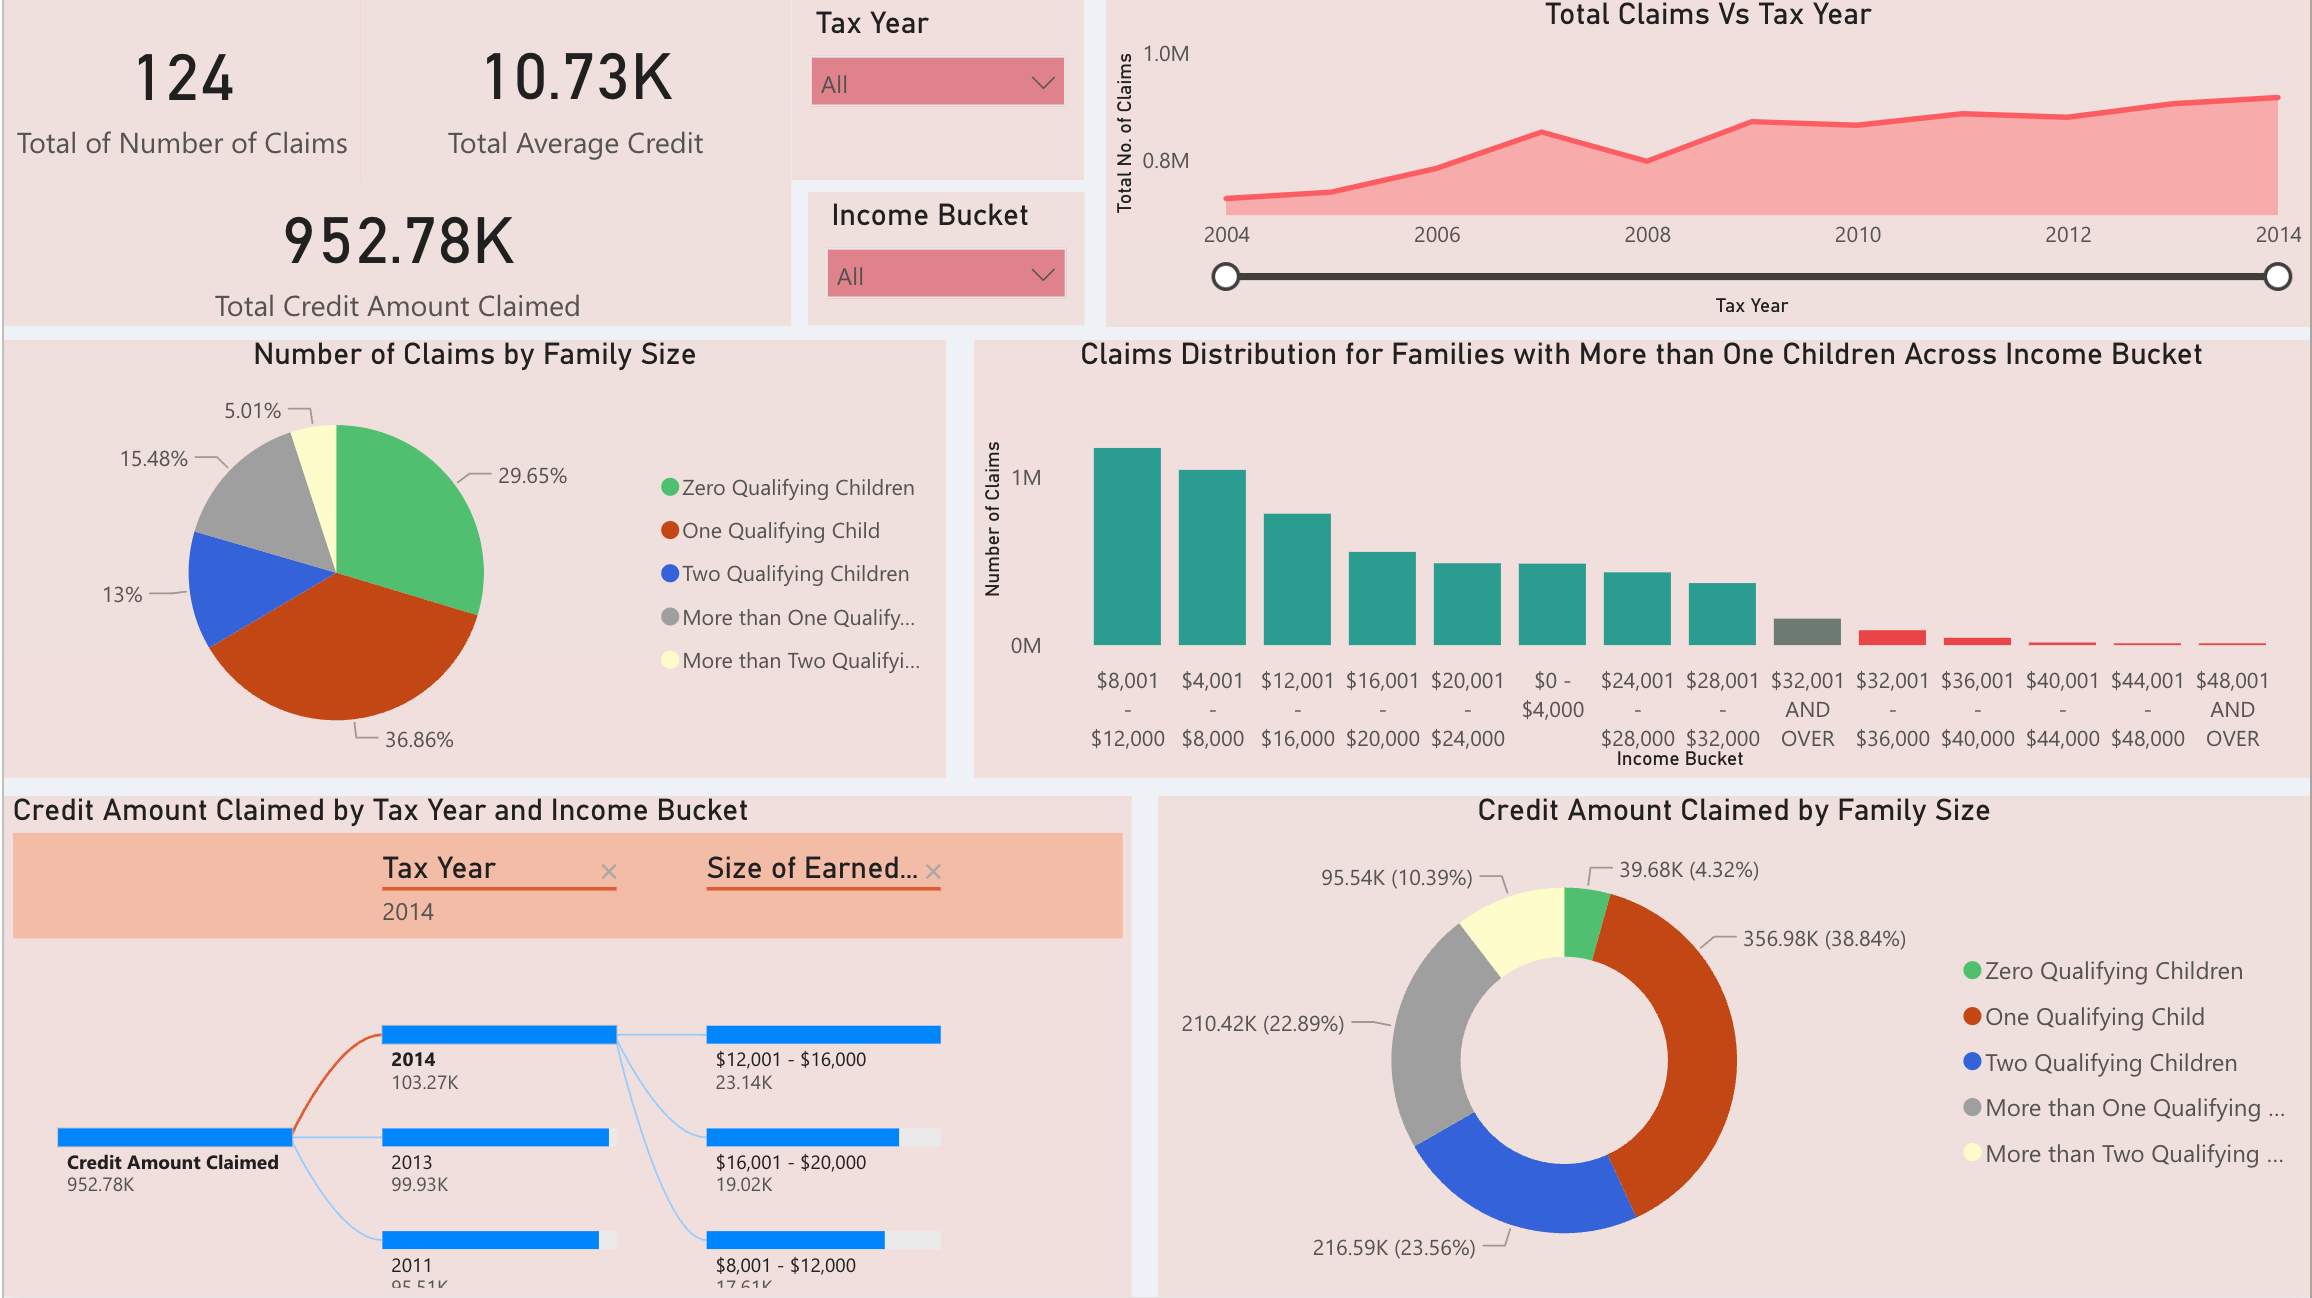 124
Total of Number of Claims
10.73K
Total Average Credit
952.78K
Total Credit Amount Claimed
Tax Year
All
Income Bucket
All
Total Claims Vs Tax Year
Total No. of Claims
1.0M
0.8M
2004 2006 2008 2010 2012 2014
Tax Year
Number of Claims by Family Size
5.01%
15.48%
29.65%
13%
36.86%
Zero Qualifying Children
One Qualifying Child
Two Qualifying Children
More than One Qualify...
More than Two Qualifyi...
Claims Distribution for Families with More than One Children Across Income Bucket
Number of Claims
1M
0M
$8,001 $4,001 $12,001 $16,001 $20,001 $0 - $24,001 $28,001 $32,001 $32,001 $36,001 $40,001 $44,001 $48,001
- - - - - $4,000 - - AND - - - - AND
$12,000 $8,000 $16,000 $20,000 $24,000 $28,000 $32,000 OVER $36,000 $40,000 $44,000 $48,000 OVER
Income Bucket
Credit Amount Claimed by Tax Year and Income Bucket
Tax Year
2014
Size of Earned...
Credit Amount Claimed
952.78K
2014
103.27K
2013
99.93K
2011
95.51K
$12,001 - $16,000
23.14K
$16,001 - $20,000
19.02K
$8,001 - $12,000
17.61K
Credit Amount Claimed by Family Size
39.68K (4.32%)
95.54K (10.39%)
356.98K (38.84%)
210.42K (22.89%)
216.59K (23.56%)
Zero Qualifying Children
One Qualifying Child
Two Qualifying Children
More than One Qualifying ...
More than Two Qualifying ...